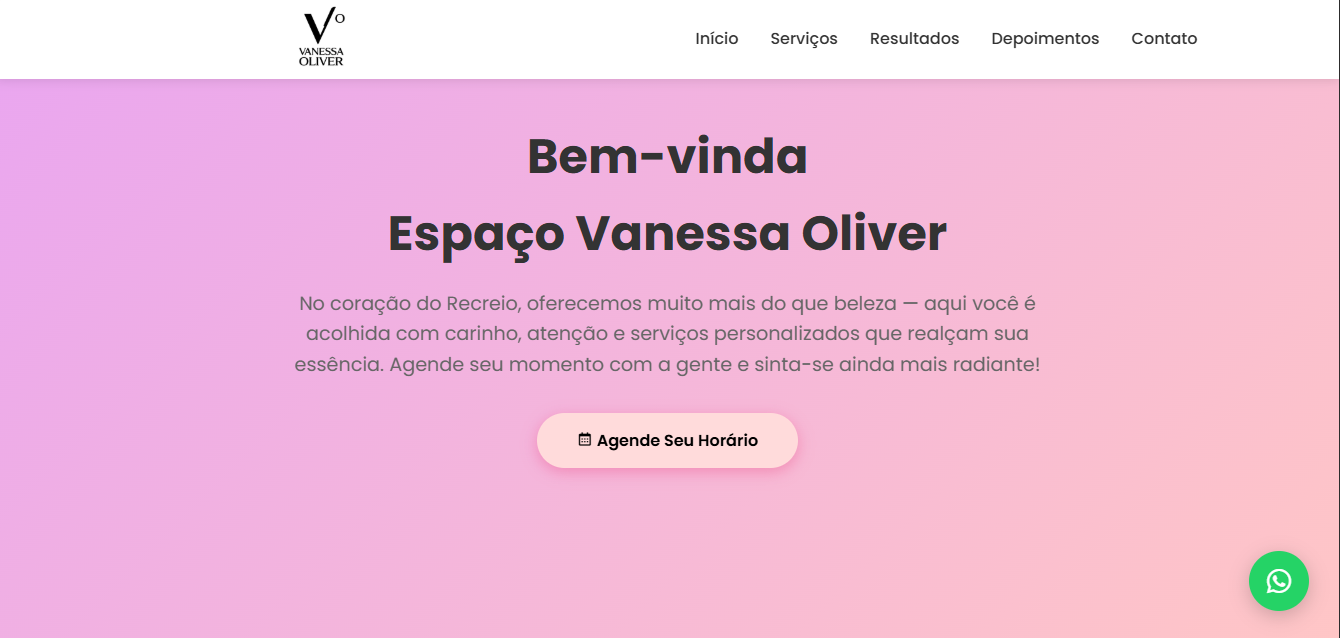 VO
VANESSA
OLIVER
Início Serviços Resultados Depoimentos Contato
Bem-vinda
Espaço Vanessa Oliver
No coração do Recreio, oferecemos muito mais do que beleza — aqui você é
acolhida com carinho, atenção e serviços personalizados que realçam sua
essência. Agende seu momento com a gente e sinta-se ainda mais radiante!
Agende Seu Horário